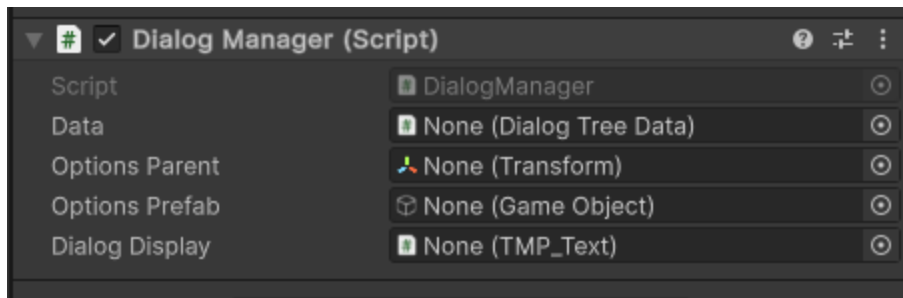 Dialog Manager (Script)
Script DialogManager
Data None (Dialog Tree Data)
Options Parent None (Transform)
Options Prefab None (Game Object)
Dialog Display None (TMP_Text)